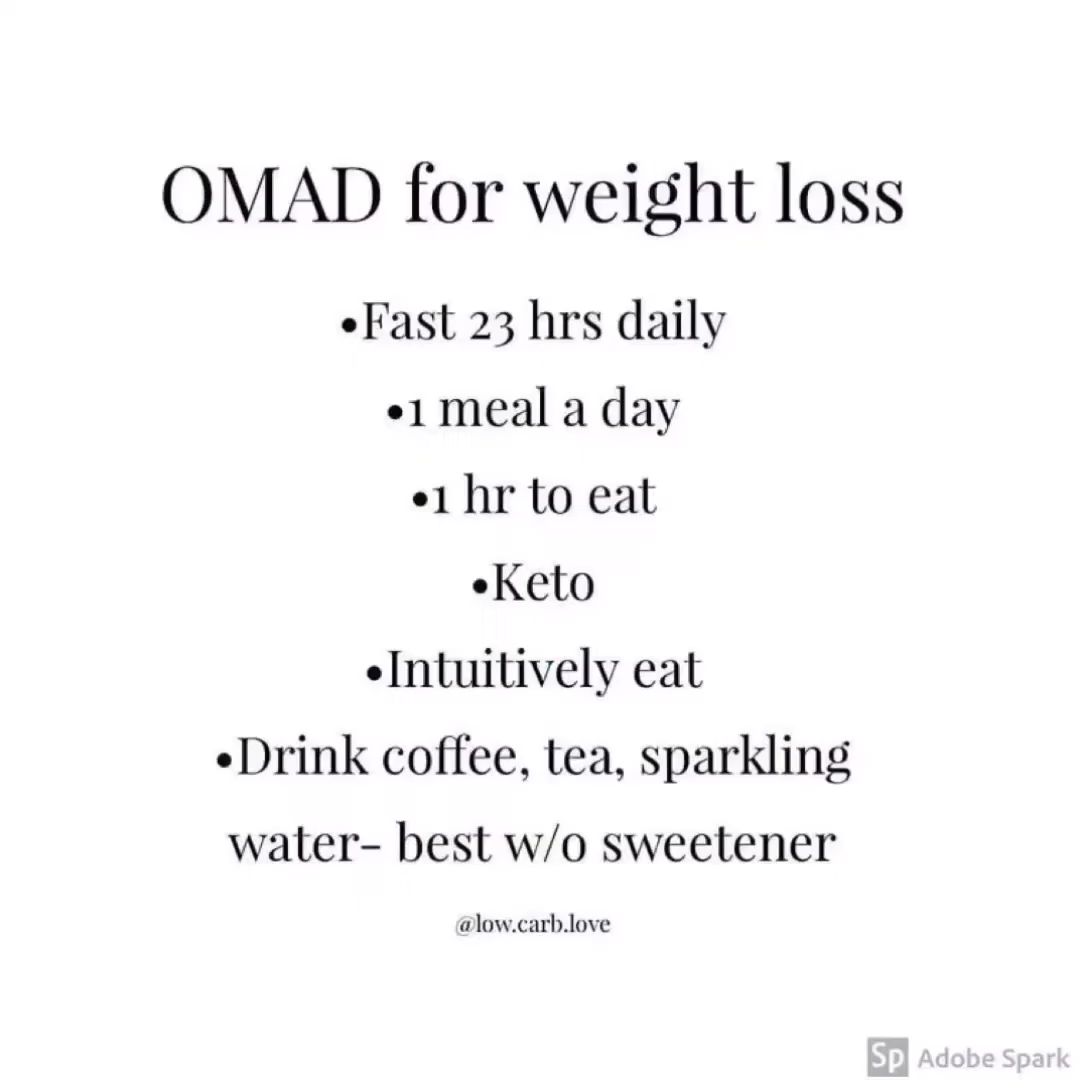 OMAD for weight loss
•Fast 23 hrs daily
•1 meal a day
•1 hr to eat
•Keto
•Intuitively eat
•Drink coffee, tea, sparkling
water- best w/o sweetener
@low.carb.love
Sp Adobe Spark